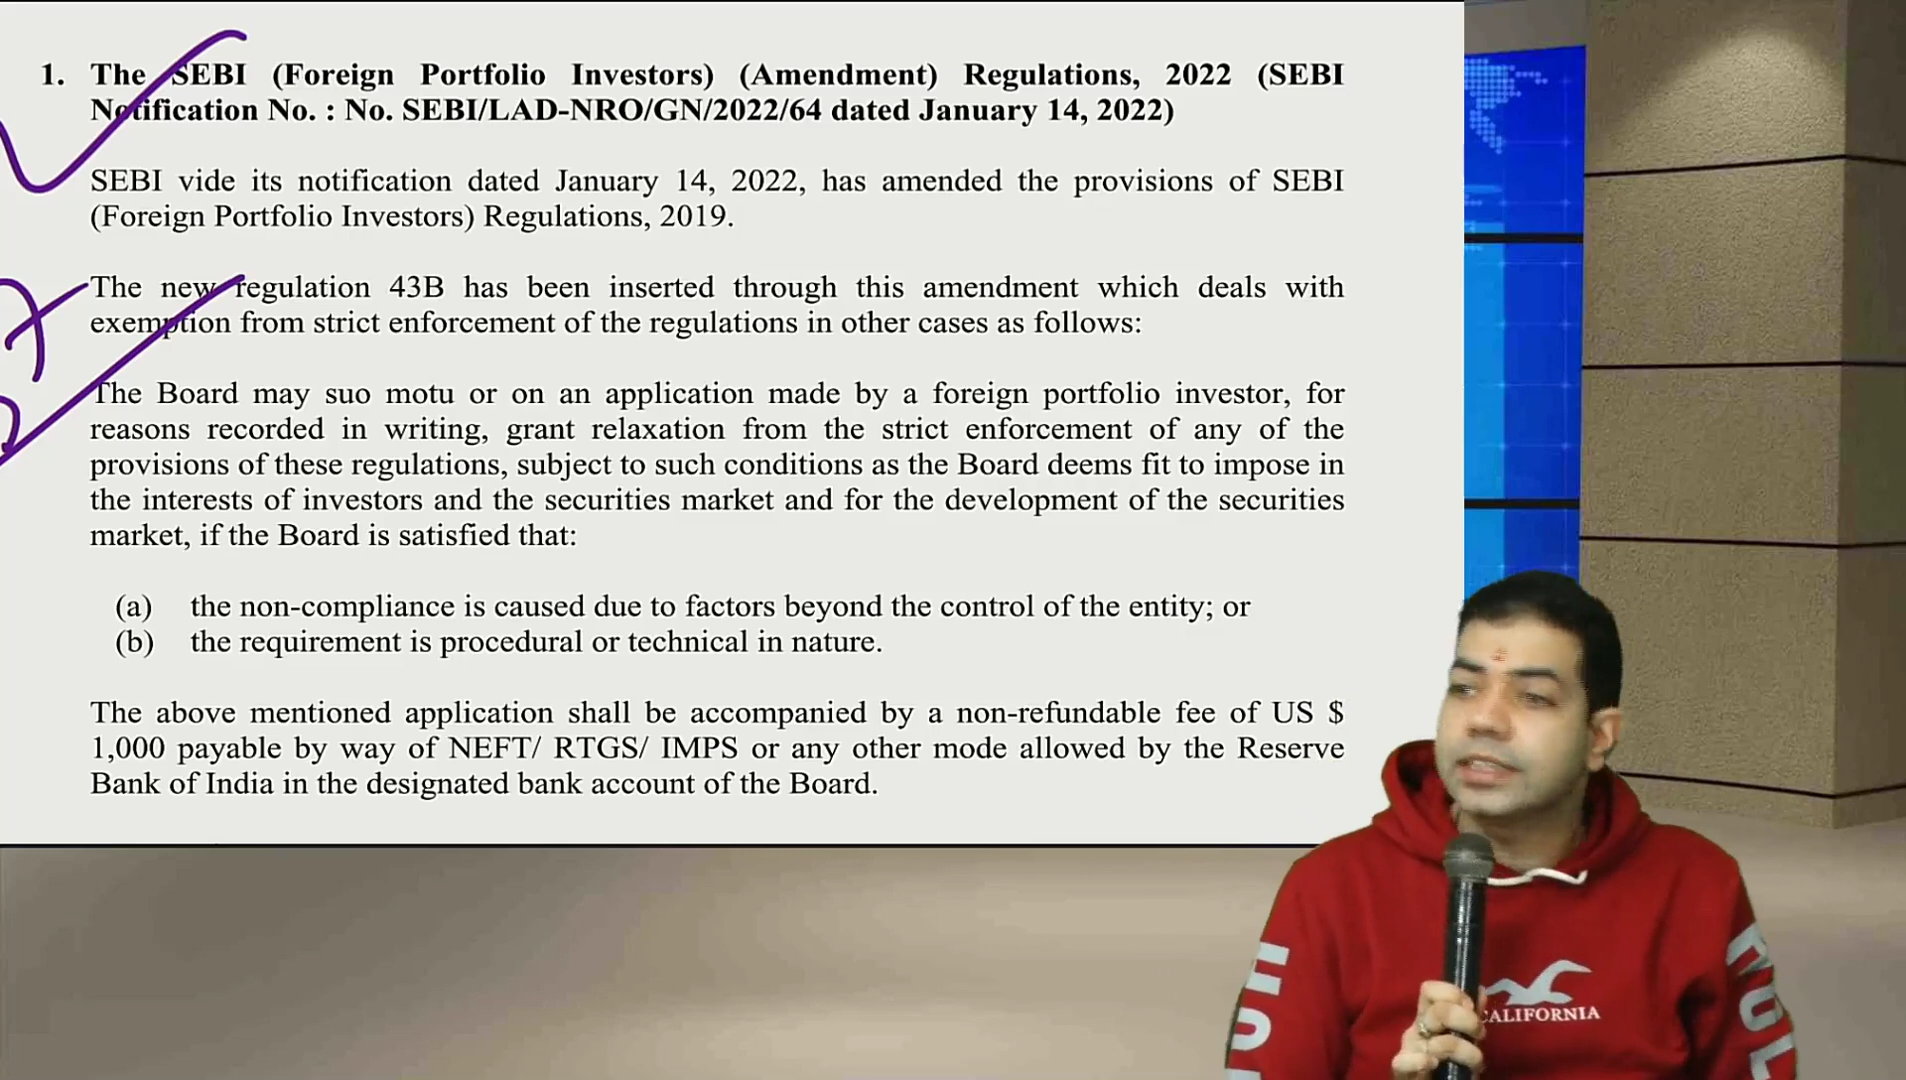 1. The SEBI (Foreign Portfolio Investors) (Amendment) Regulations, 2022 (SEBI
Notification No. : No. SEBI/LAD-NRO/GN/2022/64 dated January 14, 2022)
SEBI vide its notification dated January 14, 2022, has amended the provisions of SEBI
(Foreign Portfolio Investors) Regulations, 2019.
The new regulation 43B has been inserted through this amendment which deals with
exemption from strict enforcement of the regulations in other cases as follows:
The Board may suo motu or on an application made by a foreign portfolio investor, for
reasons recorded in writing, grant relaxation from the strict enforcement of any of the
provisions of these regulations, subject to such conditions as the Board deems fit to impose in
the interests of investors and the securities market and for the development of the securities
market, if the Board is satisfied that:
(a) the non-compliance is caused due to factors beyond the control of the entity; or
(b) the requirement is procedural or technical in nature.
The above mentioned application shall be accompanied by a non-refundable fee of US $
1,000 payable by way of NEFT/ RTGS/ IMPS or any other mode allowed by the Reserve
Bank of India in the designated bank account of the Board.
CALIFORNIA